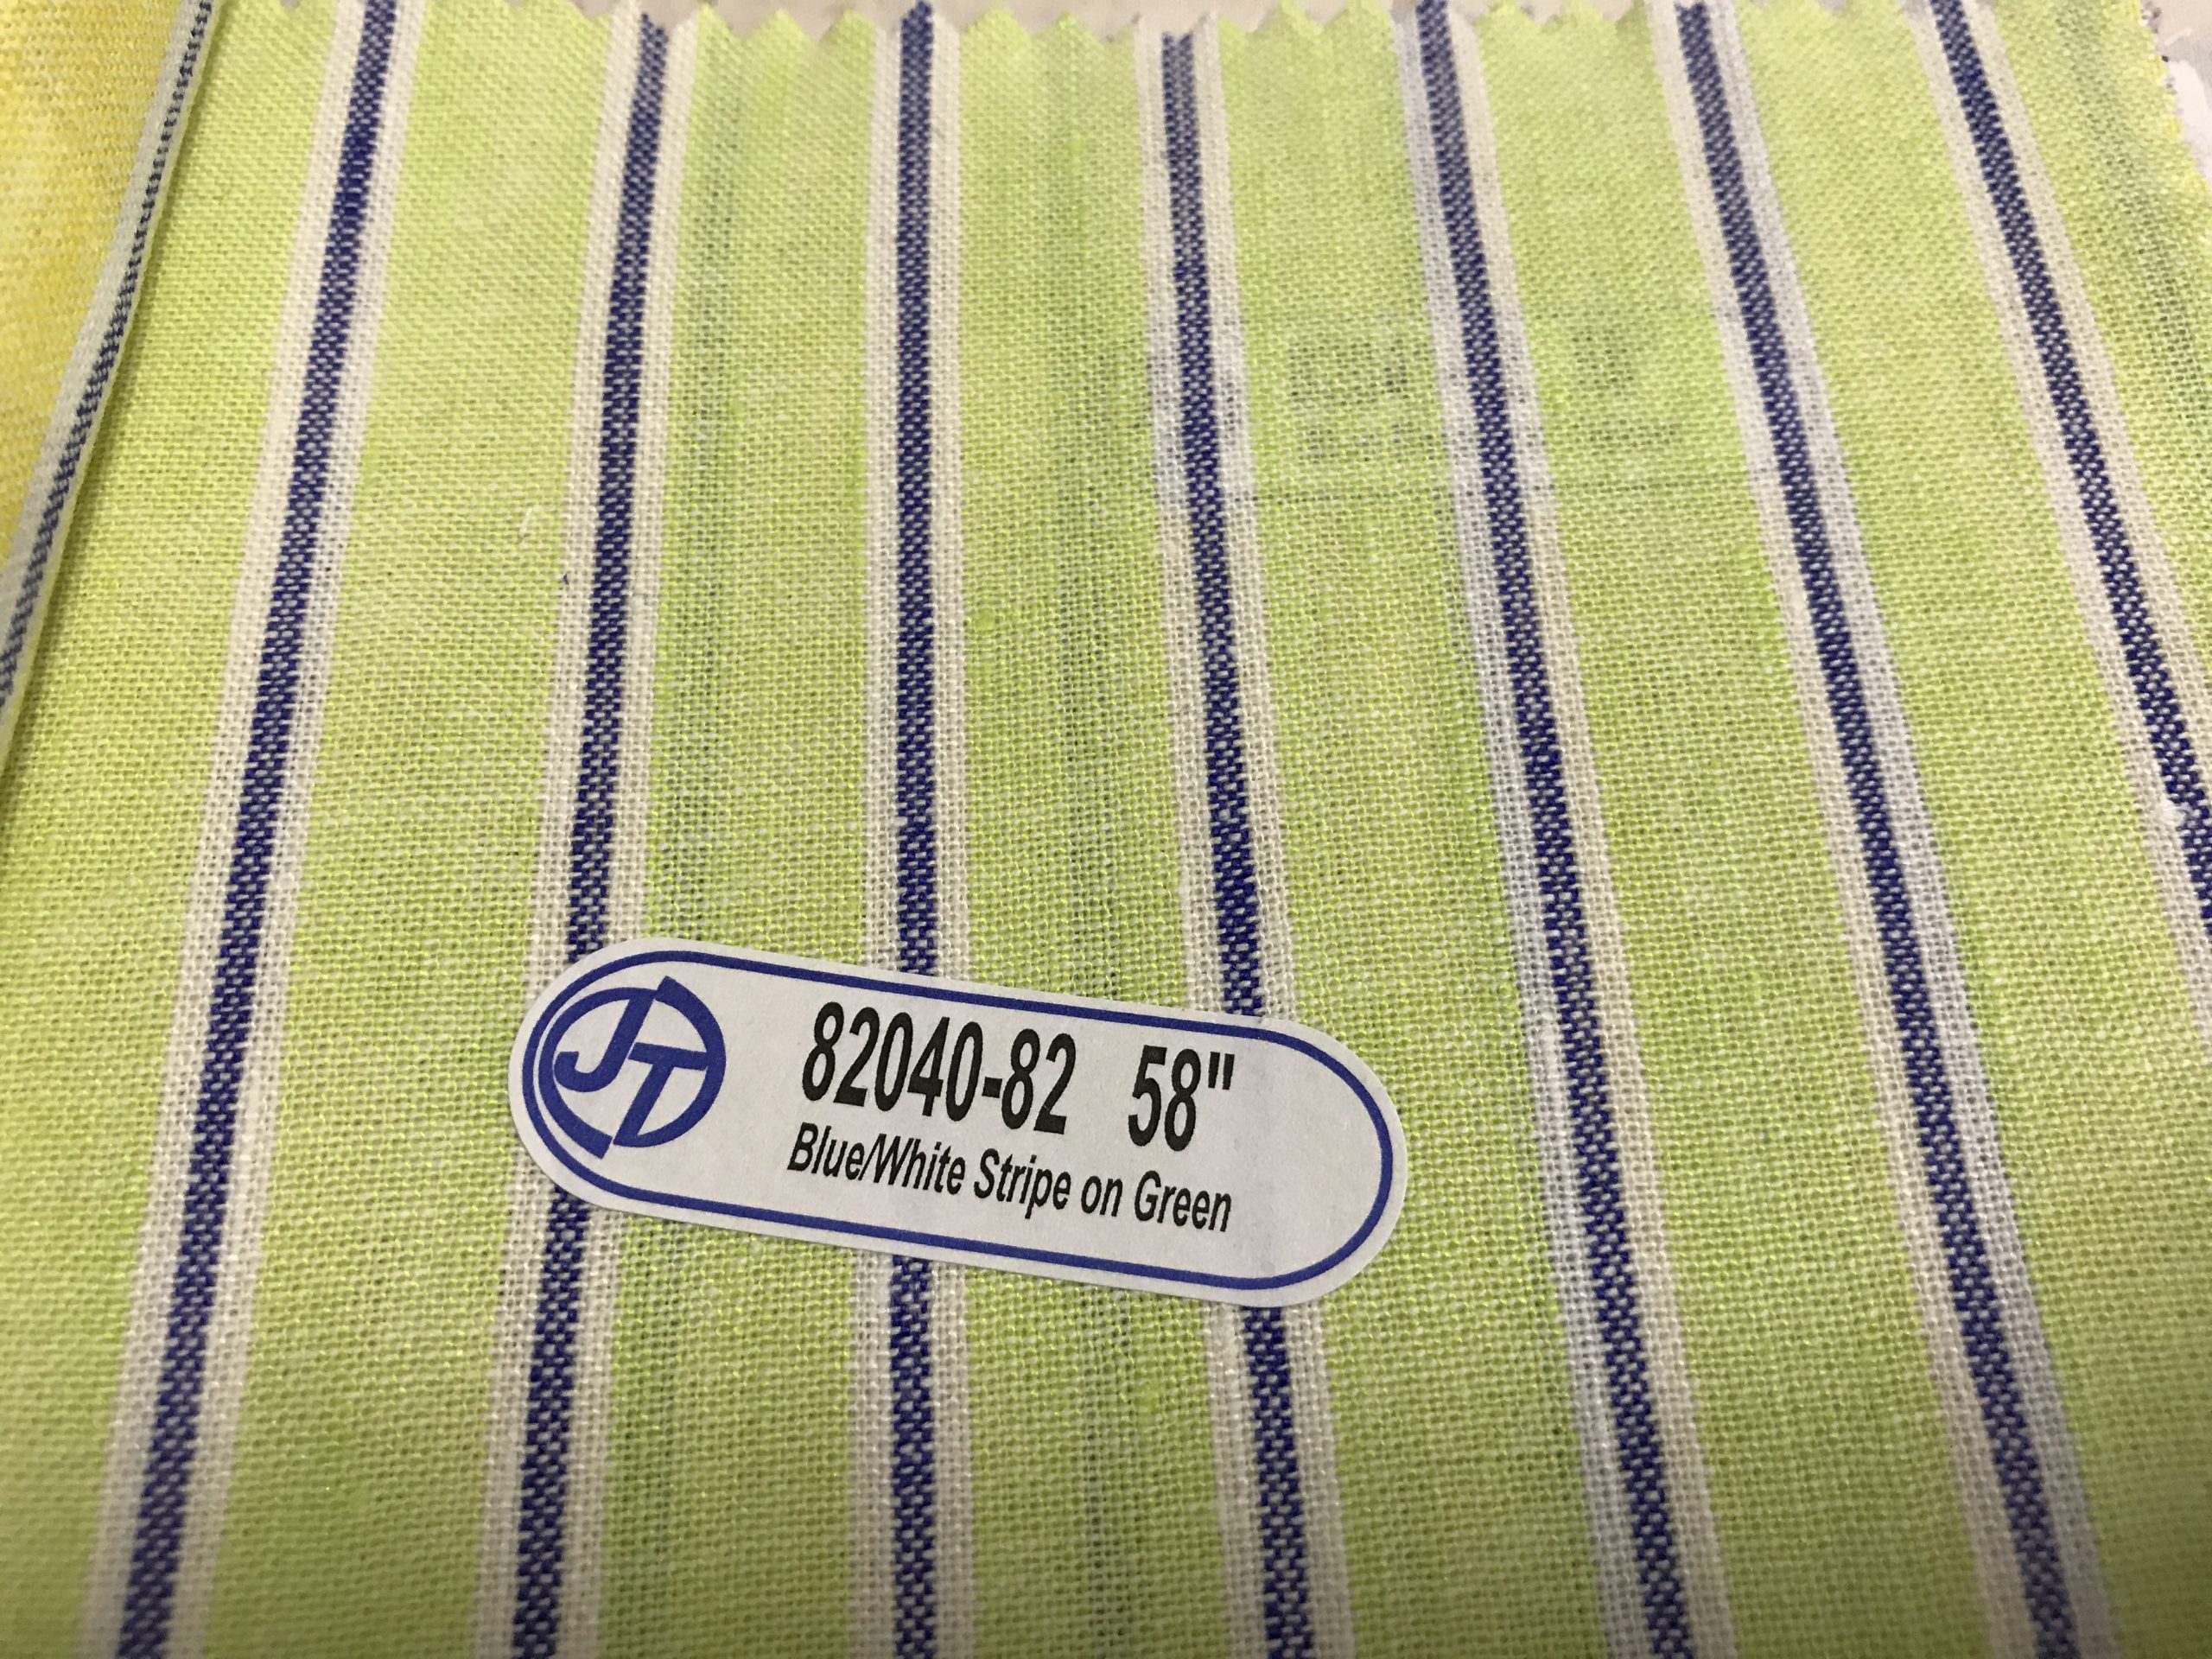 JT
82040-82 58"
Blue/White Stripe on Green